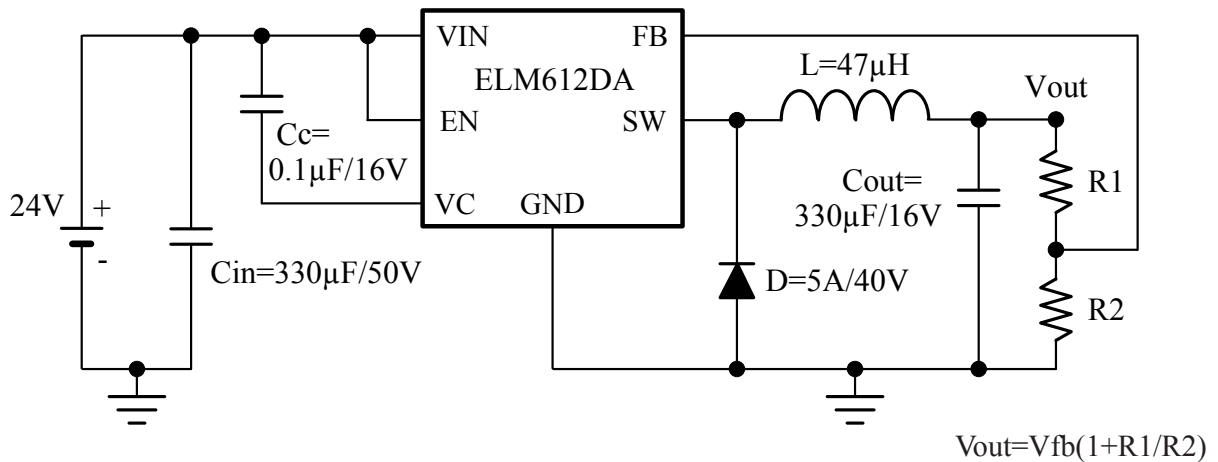 VIN
FB
ELM612DA
EN
SW
VC
GND
L=47µH
Vout
Cc=
0.1µF/16V
24V
+
-
Cin=330µF/50V
Cout=
330µF/16V
R1
D=5A/40V
R2
Vout=Vfb(1+R1/R2)